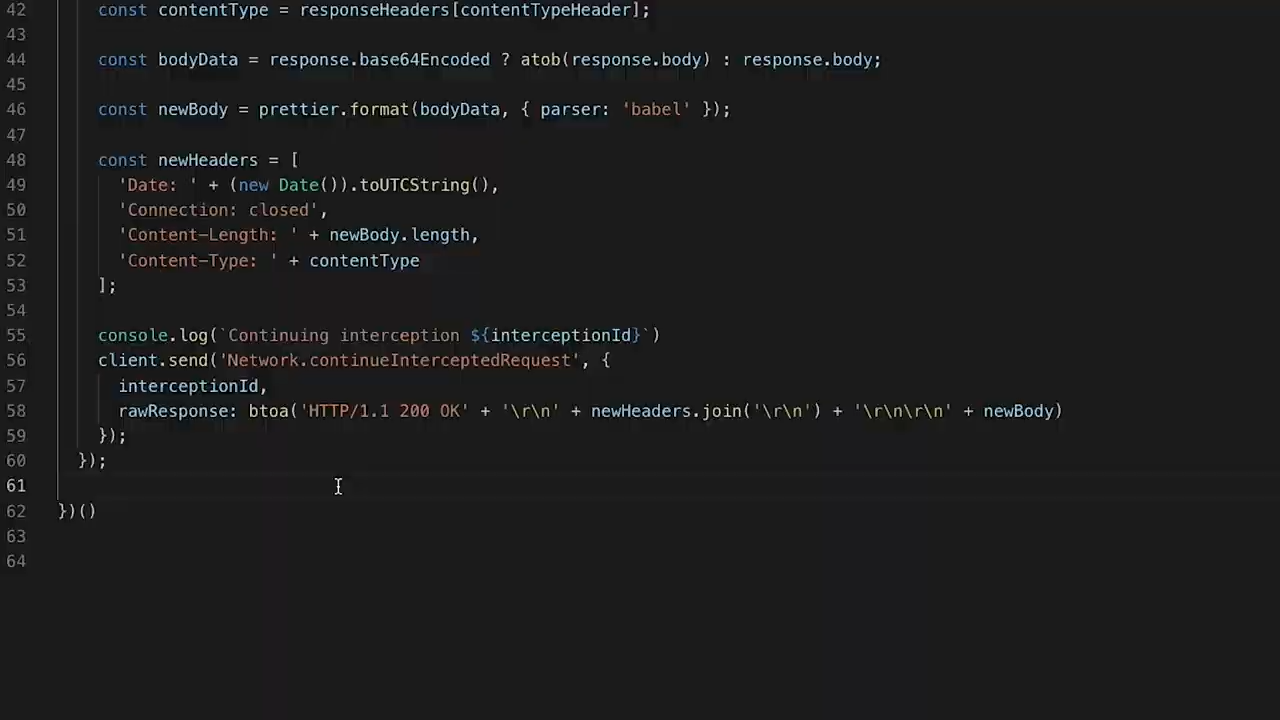 42 const contentType = responseHeaders[contentTypeHeader];
43
44 const bodyData = response.base64Encoded ? atob(response.body) : response.body;
45
46 const newBody = prettier.format(bodyData, { parser: 'babel' });
47
48 const newHeaders = [
49 'Date: ' + (new Date()).toUTCString(),
50 'Connection: closed',
51 'Content-Length: ' + newBody.length,
52 'Content-Type: ' + contentType
53 ];
54
55 console.log(`Continuing interception ${interceptionId}`)
56 client.send('Network.continueInterceptedRequest', {
57 interceptionId,
58 rawResponse: btoa('HTTP/1.1 200 OK' + '\r\n' + newHeaders.join('\r\n') + '\r\n\r\n' + newBody)
59 });
60 });
61
62 })()
63
64